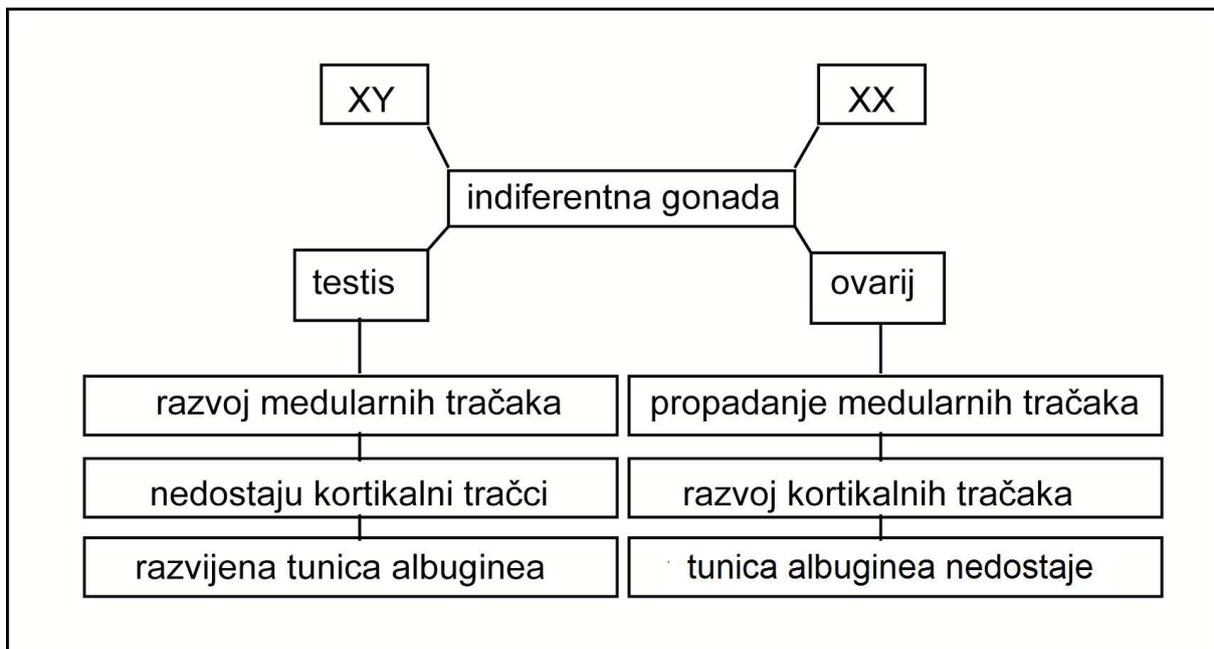 XY
XX
indiferentna gonada
testis
ovarij
razvoj medularnih tračaka
propadanje medularnih tračaka
nedostaju kortikalni tračci
razvoj kortikalnih tračaka
razvijena tunica albuginea
tunica albuginea nedostaje